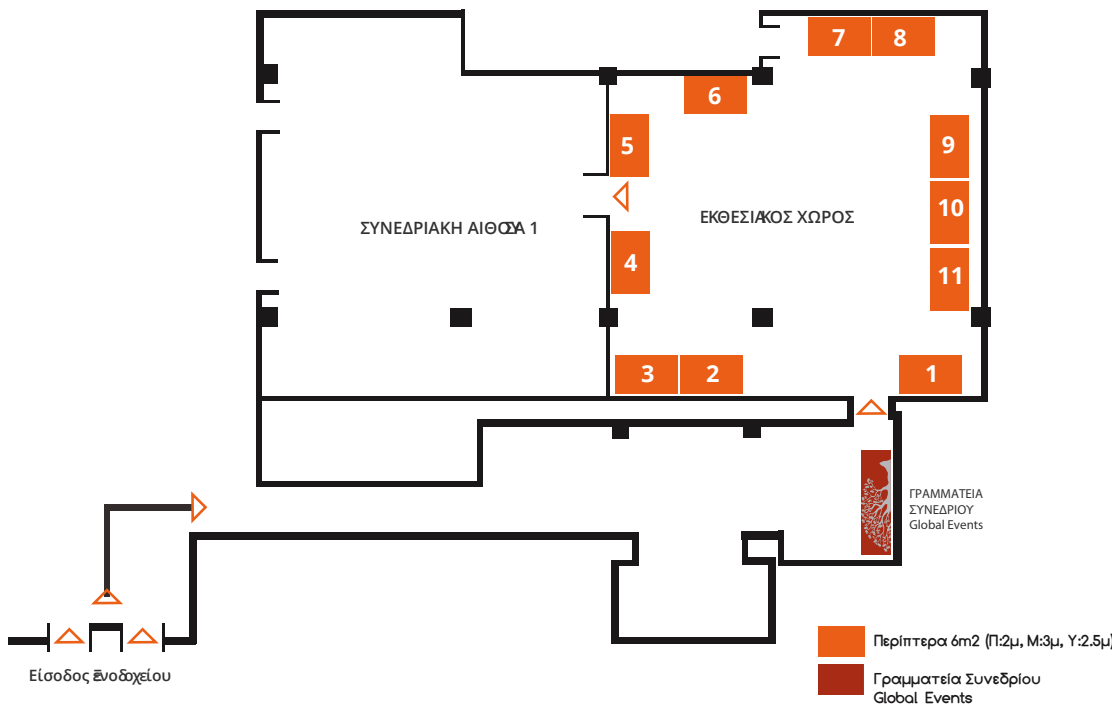 7 8
6
5
9
10
ΣΥΝΕΔΡΙΑΚΗ ΑΙΘΟΥΣΑ 1
ΕΚΘΕΣΙΑΚΟΣ ΧΩΡΟΣ
4
11
3 2
1
ΓΡΑΜΜΑΤΕΙΑ
ΣΥΝΕΔΡΙΟΥ
Global Events
Είσοδος Ξενοδοχείου
Περίπτερα 6m2 (Π:2μ, Μ:3μ, Υ:2.5μ)
Γραμματεία Συνεδρίου
Global Events